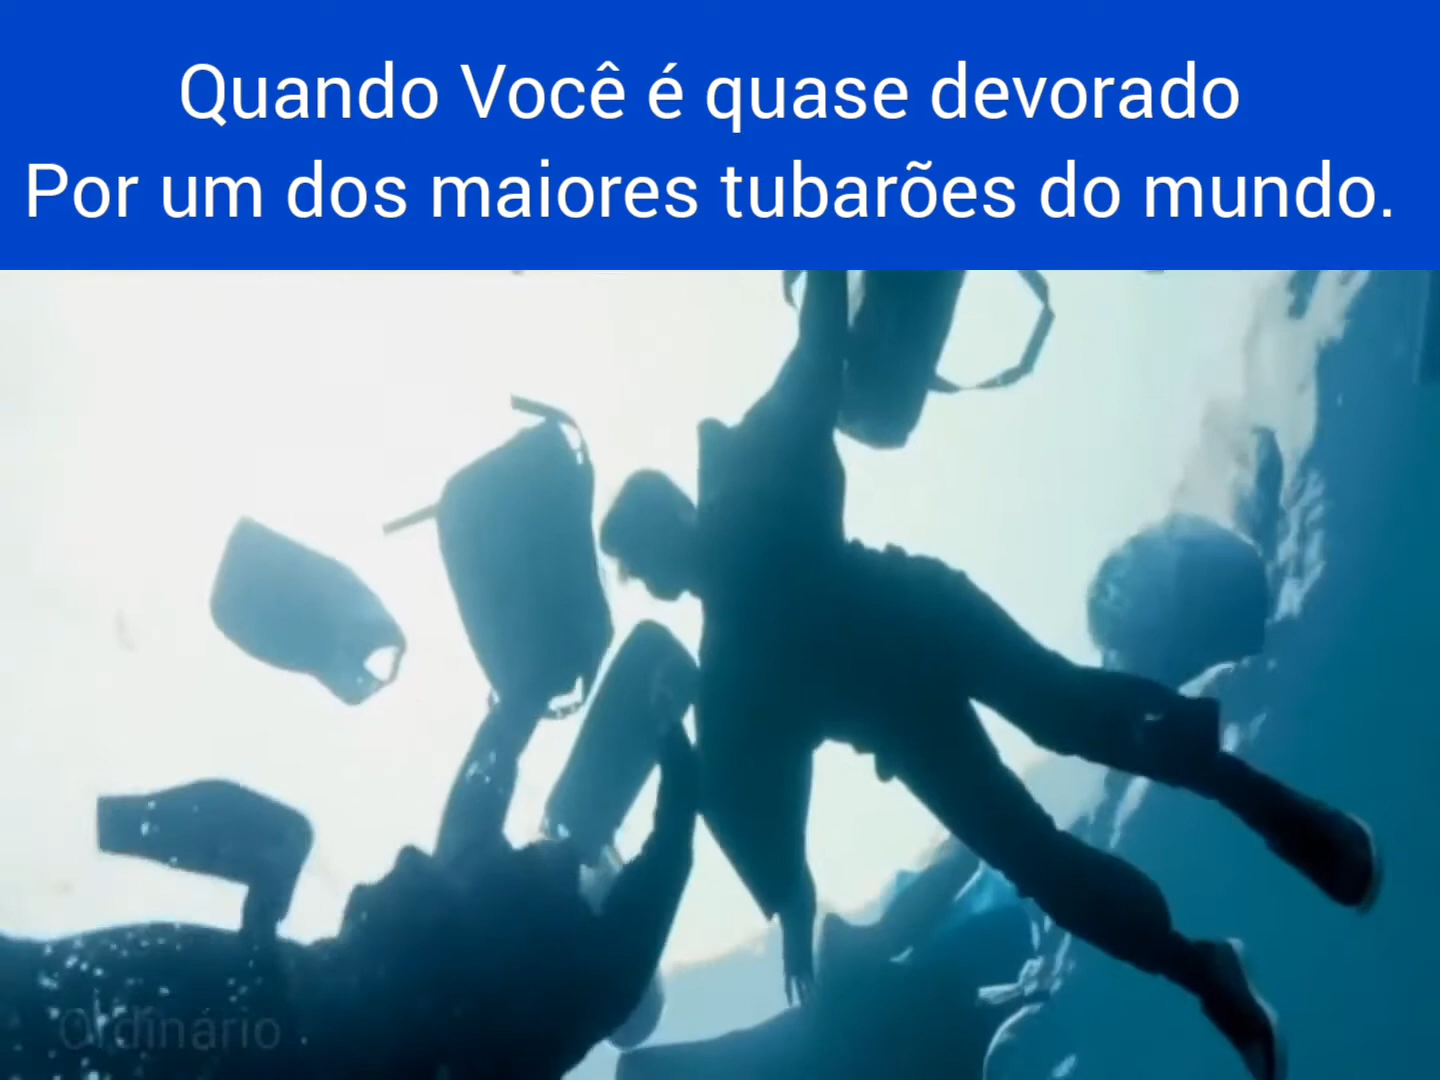 Quando Você é quase devorado
Por um dos maiores tubarões do mundo.
Ordinário